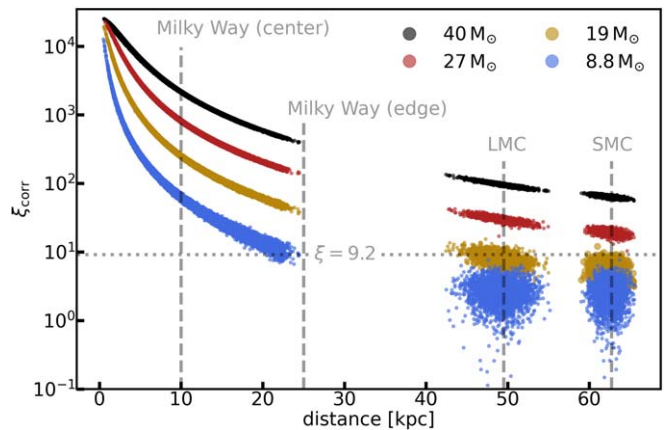 Milky Way (center)
40 M⊙
19 M⊙
27 M⊙
8.8 M⊙
Milky Way (edge)
LMC
SMC
ξ = 9.2
ξcorr
10⁴
10³
10²
10¹
10⁰
10⁻¹
0 10 20 30 40 50 60
distance [kpc]